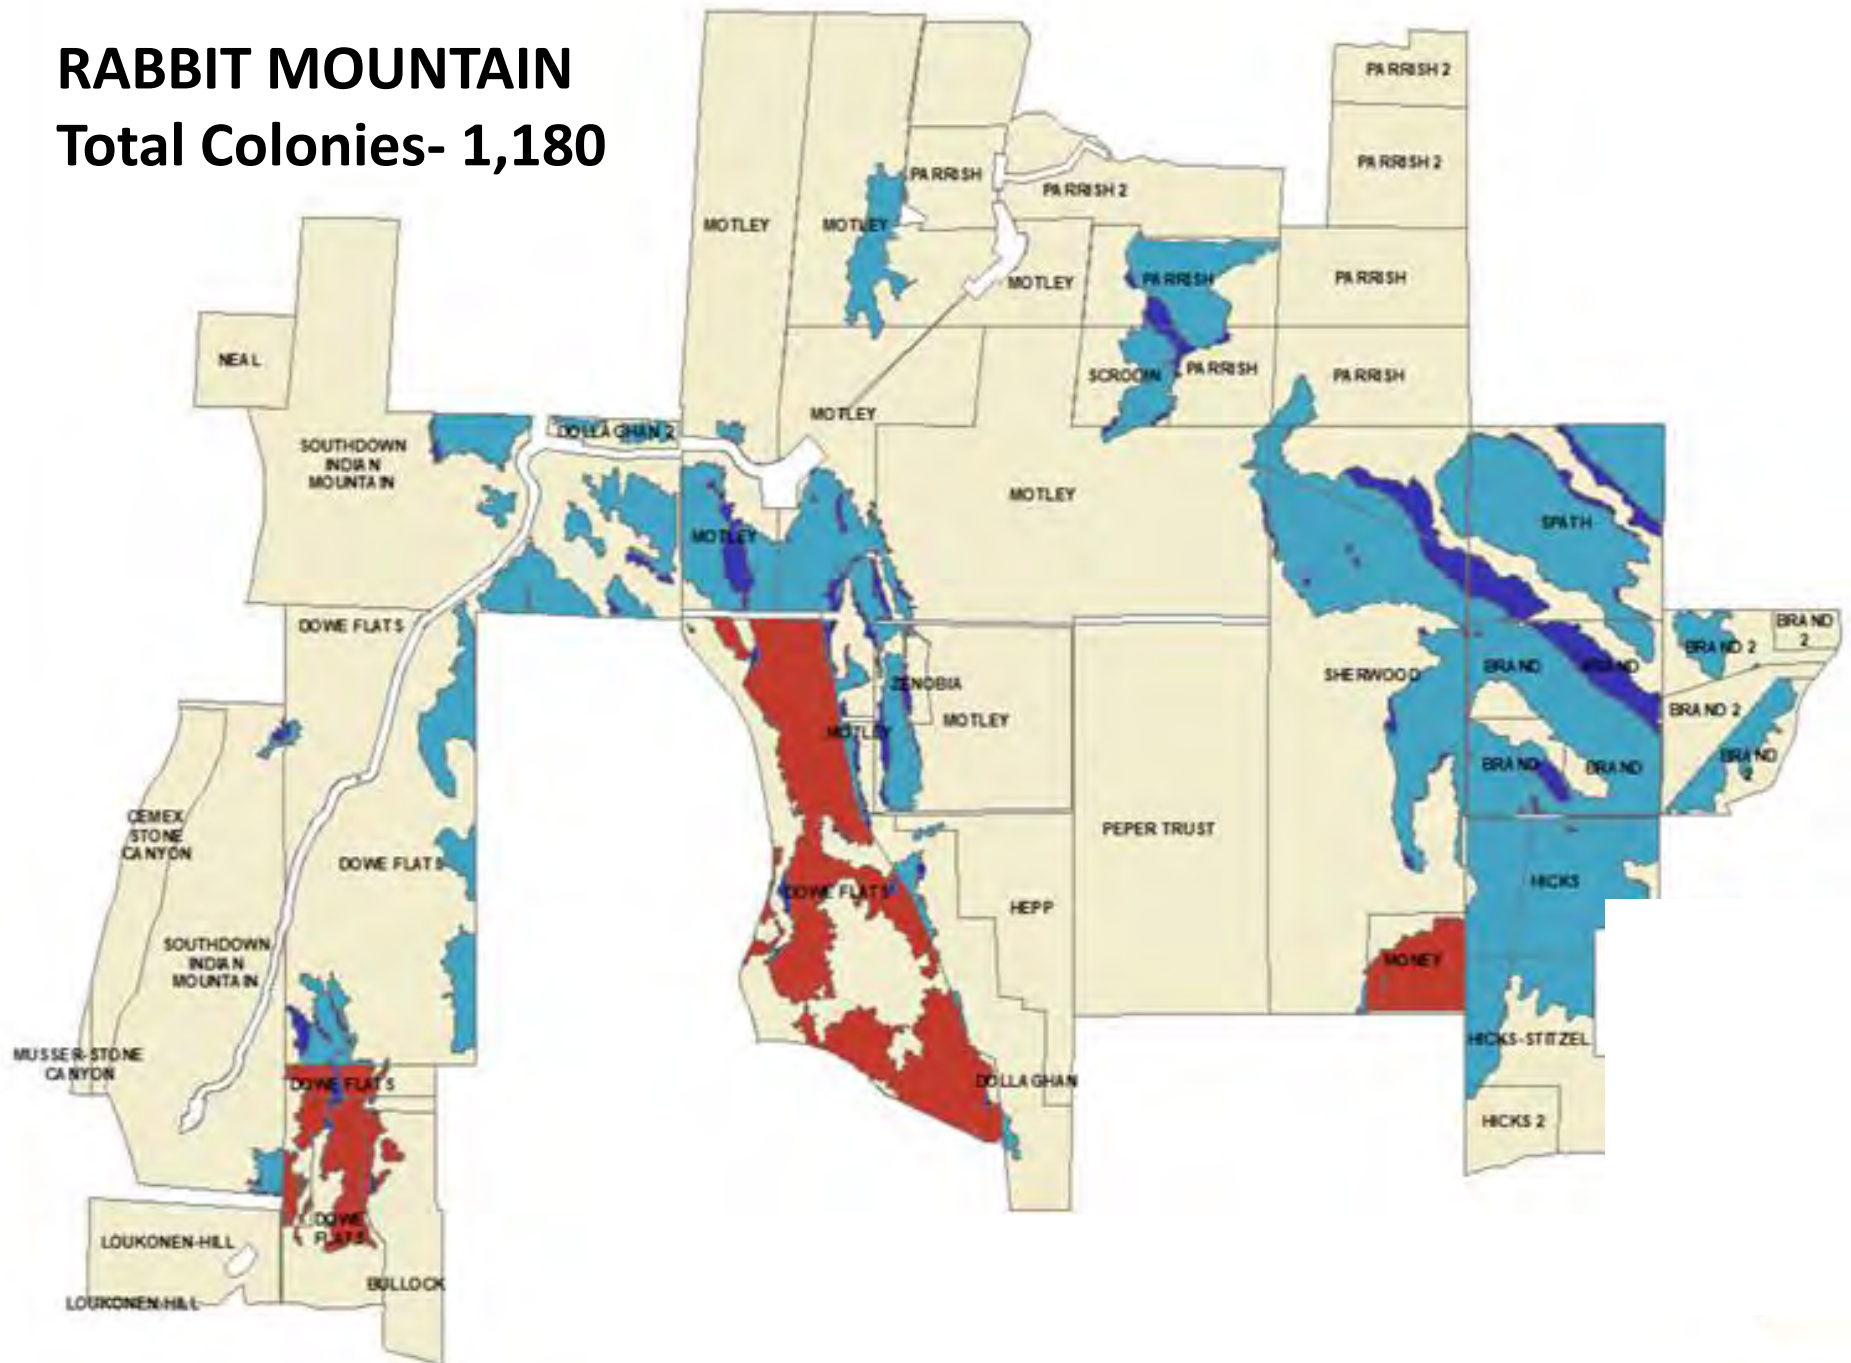 RABBIT MOUNTAIN
Total Colonies- 1,180
PARRISH 2
PARRISH 2
PARRISH
PARRISH 2
MOTLEY
MOTLEY
MOTLEY
PARRISH
PARRISH
NEAL
SCRODIN
PARRISH
PARRISH
MOTLEY
DOLLAGHAN 2
SOUTHDOWN
INDIAN
MOUNTAIN
MOTLEY
SPATH
MOTLEY
DOWE FLATS
BRAND
2
BRAND 2
BRAND
BRAND
SHERWOOD
ZENOBIA
MOTLEY
BRAND 2
MOTLEY
BRAND
2
BRAND
BRAND
CEMEX
STONE
CANYON
PEPER TRUST
DOWE FLATS
HICKS
DOWE FLATS
HEPP
SOUTHDOWN
INDIAN
MOUNTAIN
MONEY
HICKS-STITZEL
MUSSER-STONE
CANYON
DOWE FLATS
DOLLAGHAN
HICKS 2
DOWE
FLATS
LOUKONEN-HILL
BULLOCK
LOUKONEN-HILL